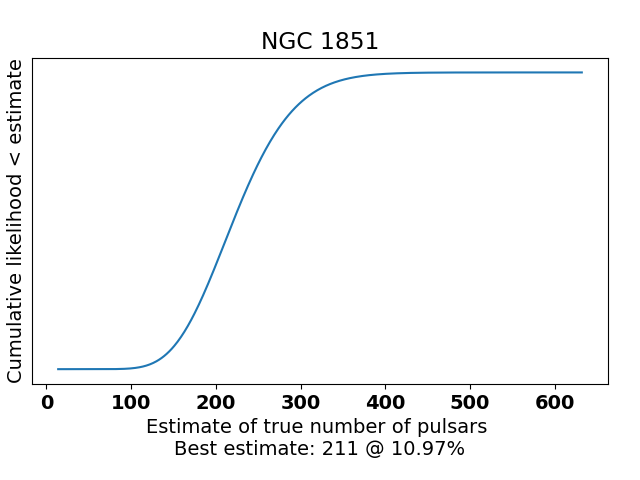 NGC 1851
Cumulative likelihood < estimate
0 100 200 300 400 500 600
Estimate of true number of pulsars
Best estimate: 211 @ 10.97%